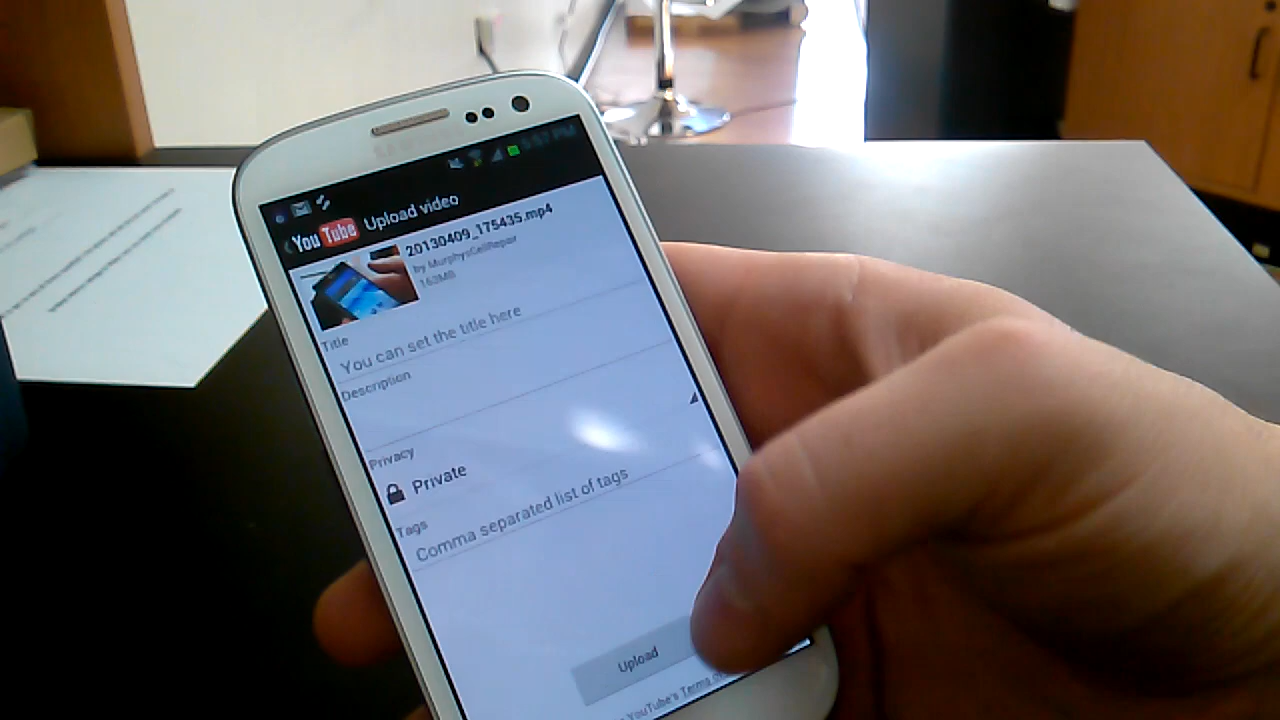 YouTube Upload video
20130409_175435.mp4
by MurphysCellRepair
163MB
Title
You can set the title here
Description
Privacy
Private
Tags
Comma separated list of tags
Upload
YouTube's Terms